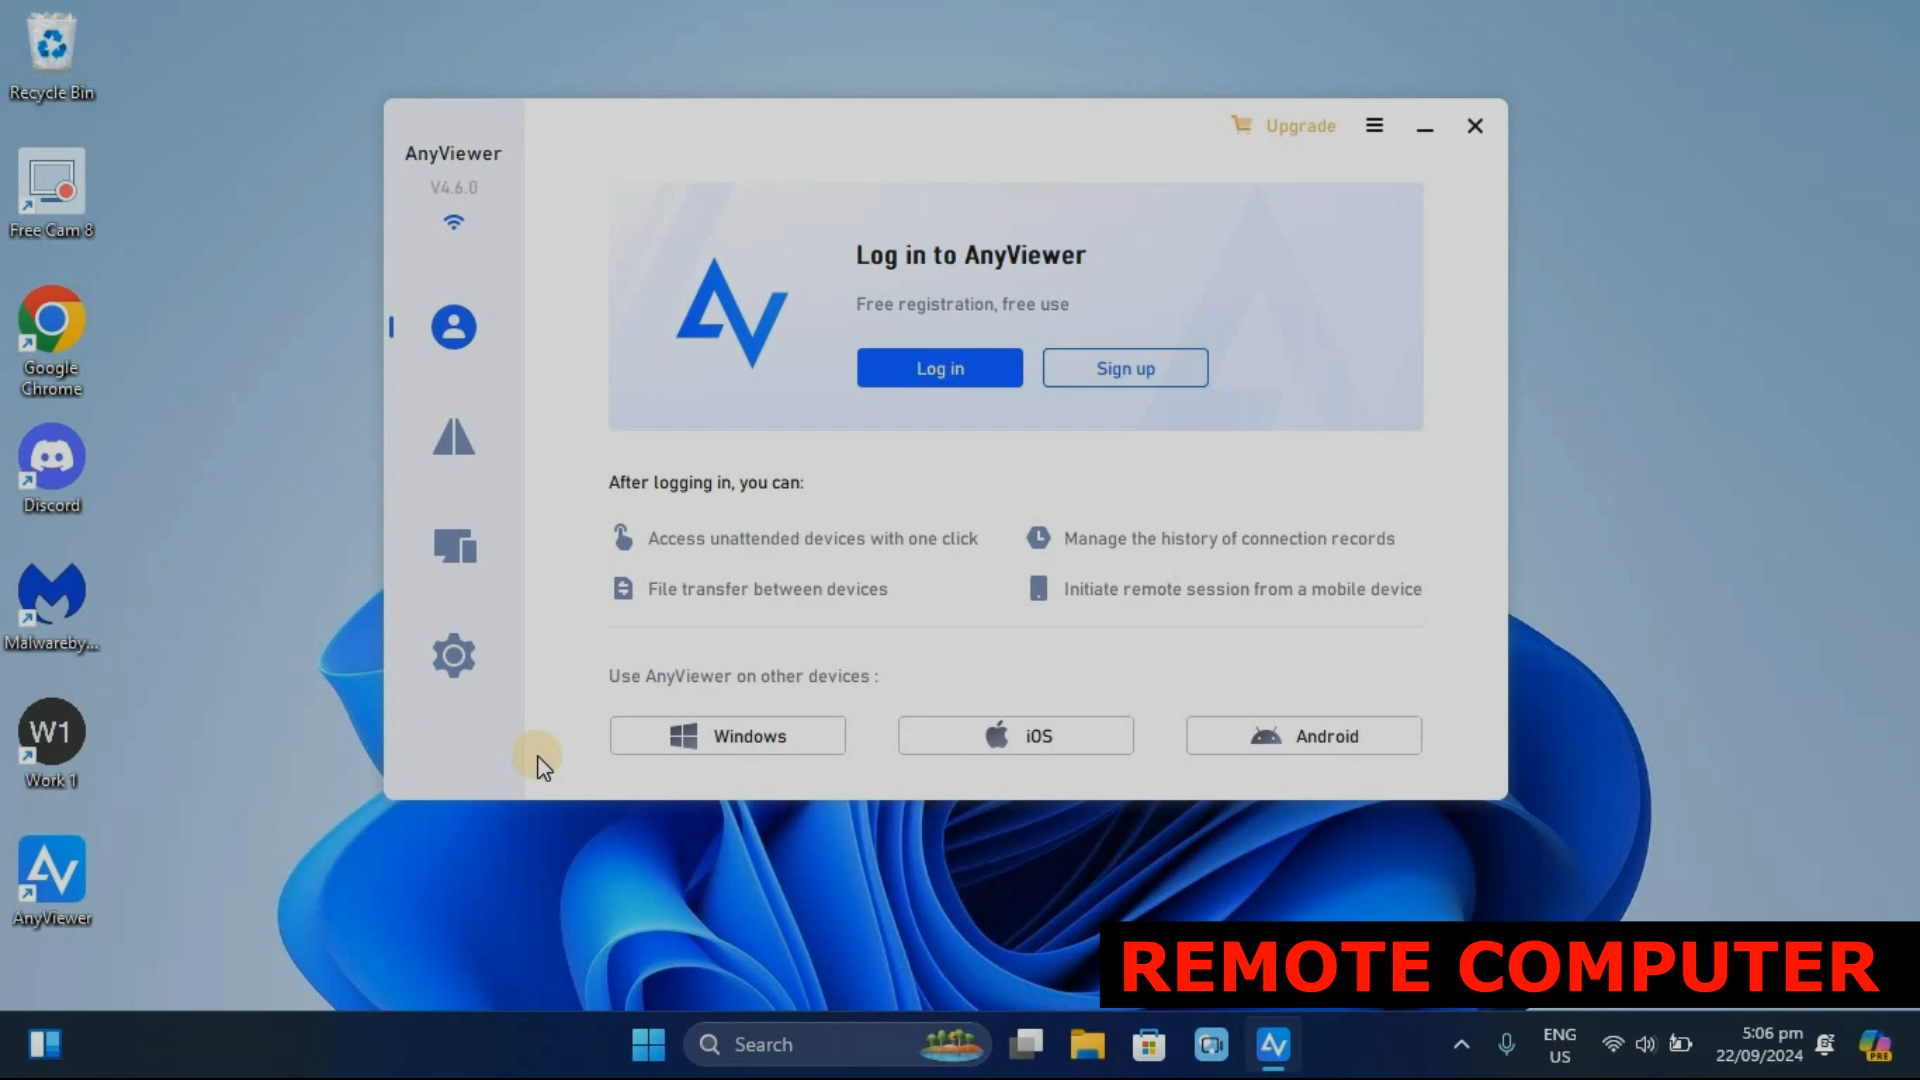 Recycle Bin
Free Cam 8
Google
Chrome
Discord
Malwareby...
W1
Work 1
AnyViewer
AnyViewer
V4.6.0
Upgrade
Log in to AnyViewer
Free registration, free use
Log in
Sign up
After logging in, you can:
Access unattended devices with one click
Manage the history of connection records
File transfer between devices
Initiate remote session from a mobile device
Use AnyViewer on other devices :
Windows
iOS
Android
REMOTE COMPUTER
Search
ENG
US
5:06 pm
22/09/2024
PRE